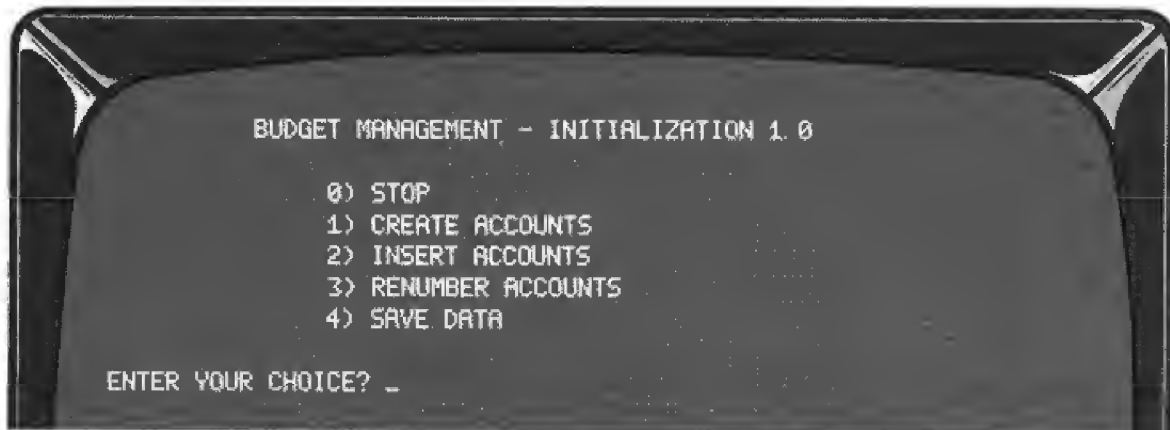 BUDGET MANAGEMENT - INITIALIZATION 1.0
0) STOP
1) CREATE ACCOUNTS
2) INSERT ACCOUNTS
3) RENUMBER ACCOUNTS
4) SAVE DATA
ENTER YOUR CHOICE? _